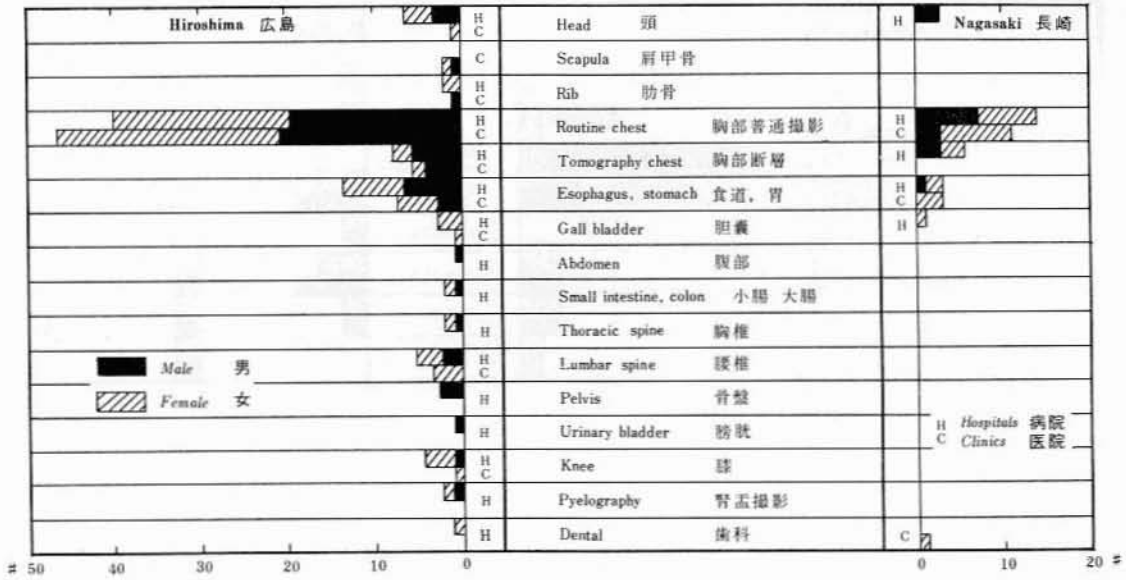 Hiroshima 広島
Nagasaki 長崎
H Head 頭 H
C
C Scapula 肩甲骨
H Rib 肋骨
C
H Routine chest 胸部普通撮影 H
C C
H Tomography chest 胸部断層 H
C
H Esophagus, stomach 食道, 胃 H
C C
H Gall bladder 胆嚢 H
C
H Abdomen 腹部
H Small intestine, colon 小腸 大腸
H Thoracic spine 胸椎
H Lumbar spine 腰椎
C
H Pelvis 骨盤
H Urinary bladder 膀胱
H Knee 膝
C
H Pyelography 腎盂撮影
H Dental 歯科 C
Male 男
Female 女
H Hospitals 病院
C Clinics 医院
# 50 40 30 20 10 0
0 10 20 #